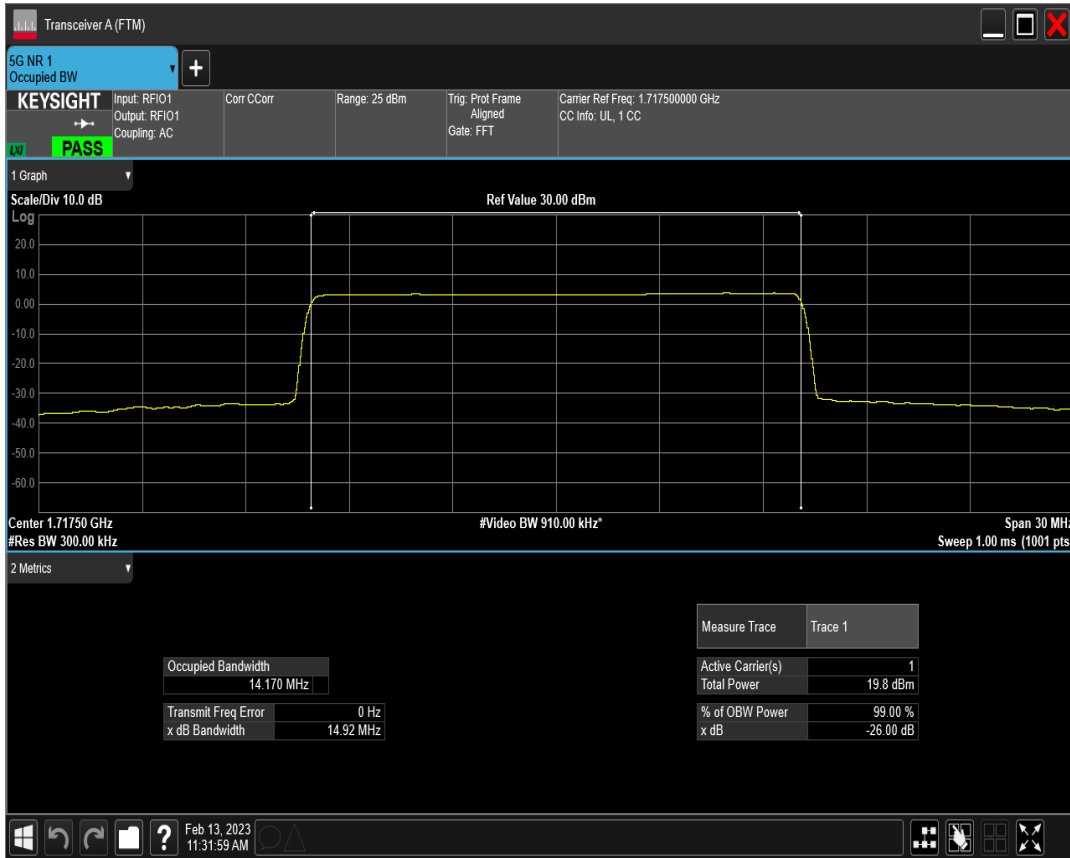 Transceiver A (FTM)
5G NR 1
Occupied BW
+
KEYSIGHT
LXI
PASS
Input: RFIO1
Output: RFIO1
Coupling: AC
Corr CCorr
Range: 25 dBm
Trig: Prot Frame
Aligned
Gate: FFT
Carrier Ref Freq: 1.717500000 GHz
CC Info: UL, 1 CC
1 Graph
Scale/Div 10.0 dB
Ref Value 30.00 dBm
Log
20.0
10.0
0.00
-10.0
-20.0
-30.0
-40.0
-50.0
-60.0
Center 1.71750 GHz
#Video BW 910.00 kHz*
Span 30 MHz
#Res BW 300.00 kHz
Sweep 1.00 ms (1001 pts
2 Metrics
Measure Trace Trace 1
Occupied Bandwidth
14.170 MHz
Active Carrier(s) 1
Total Power 19.8 dBm
Transmit Freq Error 0 Hz
x dB Bandwidth 14.92 MHz
% of OBW Power 99.00 %
x dB -26.00 dB
?
Feb 13, 2023
11:31:59 AM